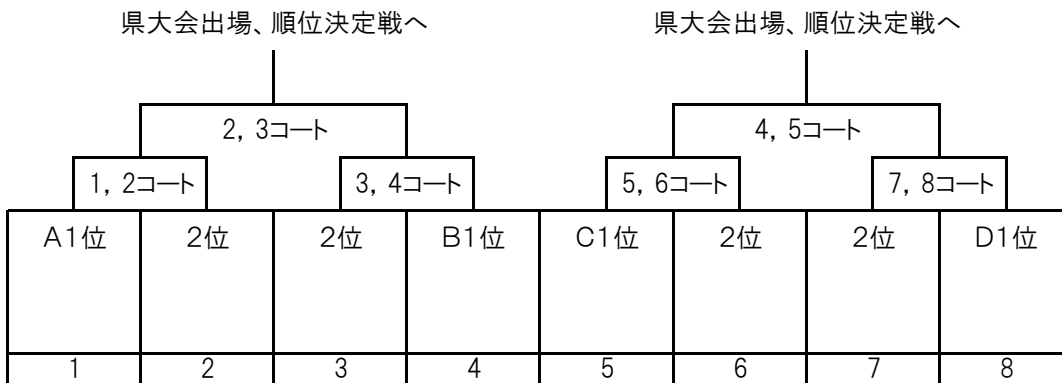 県大会出場、順位決定戦へ 県大会出場、順位決定戦へ
2, 3コート 4, 5コート
1, 2コート 3, 4コート 5, 6コート 7, 8コート
A1位 2位 2位 B1位 C1位 2位 2位 D1位
1 2 3 4 5 6 7 8